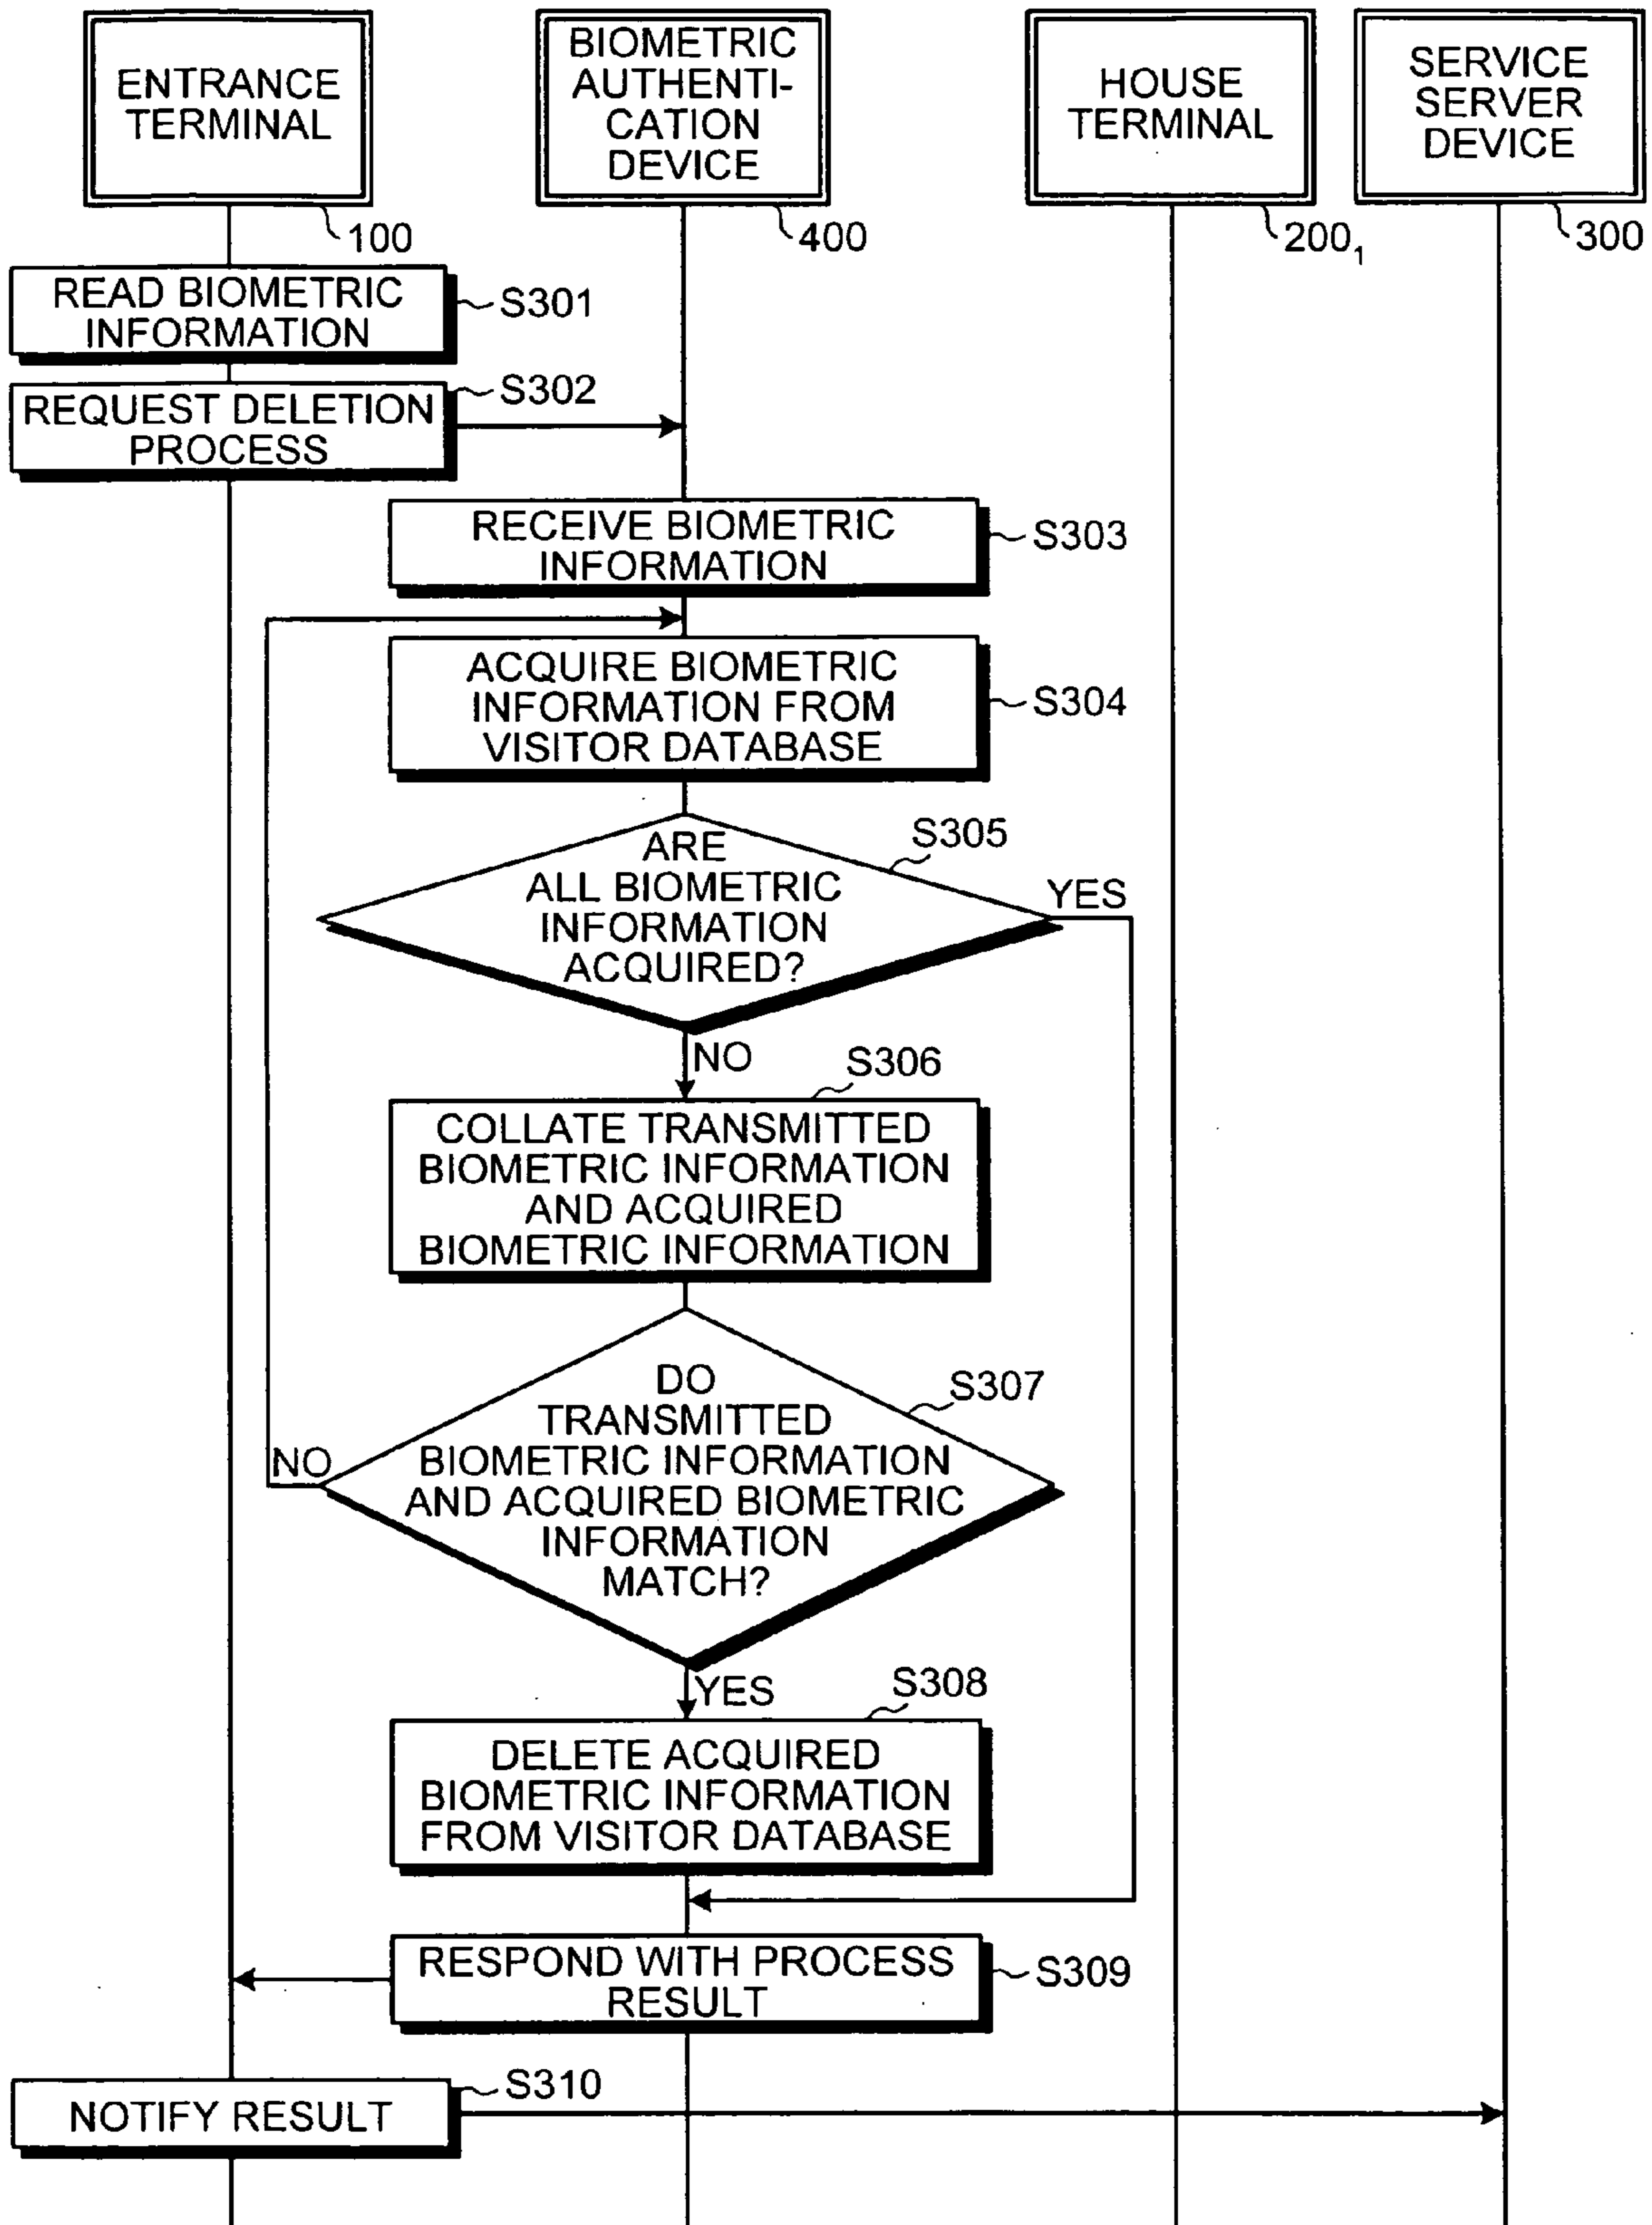 ENTRANCE
TERMINAL
100
BIOMETRIC
AUTHENTI-
CATION
DEVICE
400
HOUSE
TERMINAL
200₁
SERVICE
SERVER
DEVICE
300
READ BIOMETRIC
INFORMATION
S301
REQUEST DELETION
PROCESS
S302
RECEIVE BIOMETRIC
INFORMATION
S303
ACQUIRE BIOMETRIC
INFORMATION FROM
VISITOR DATABASE
S304
ARE
ALL BIOMETRIC
INFORMATION
ACQUIRED?
S305
YES
NO
S306
COLLATE TRANSMITTED
BIOMETRIC INFORMATION
AND ACQUIRED
BIOMETRIC INFORMATION
DO
TRANSMITTED
BIOMETRIC INFORMATION
AND ACQUIRED BIOMETRIC
INFORMATION
MATCH?
S307
NO
YES
S308
DELETE ACQUIRED
BIOMETRIC INFORMATION
FROM VISITOR DATABASE
RESPOND WITH PROCESS
RESULT
S309
NOTIFY RESULT
S310